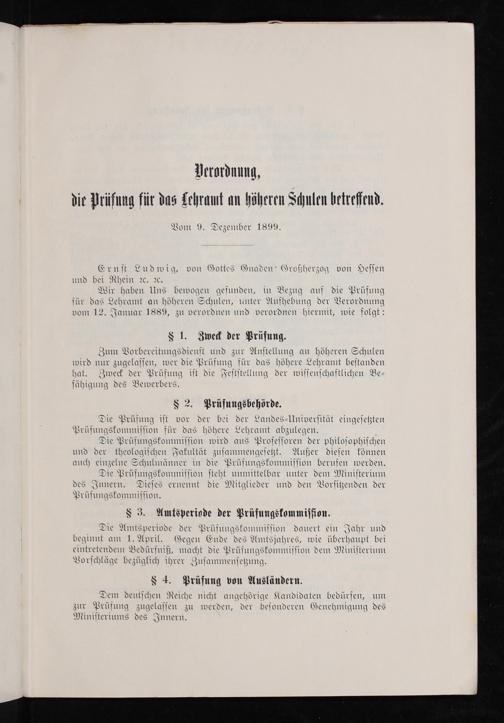 Verordnung,
die Prüfung für das Lehramt an höheren Schulen betreffend.
Vom 9. Dezember 1899.
Ernst Ludwig, von Gottes Gnaden Großherzog von Hessen
und bei Rhein ꝛc. ꝛc.
Wir haben Uns bewogen gefunden, in Bezug auf die Prüfung
für das Lehramt an höheren Schulen, unter Aufhebung der Verordnung
vom 12. Januar 1889, zu verordnen und verordnen hiermit, wie folgt:
§ 1. Zweck der Prüfung.
Zum Vorbereitungsdienst und zur Anstellung an höheren Schulen
wird nur zugelassen, wer die Prüfung für das höhere Lehramt bestanden
hat. Zweck der Prüfung ist die Feststellung der wissenschaftlichen Be-
fähigung des Bewerbers.
§ 2. Prüfungsbehörde.
Die Prüfung ist vor der bei der Landes-Universität eingesetzten
Prüfungskommission für das höhere Lehramt abzulegen.
Die Prüfungskommission wird aus Professoren der philosophischen
und der theologischen Fakultät zusammengesetzt. Außer diesen können
auch einzelne Schulmänner in die Prüfungskommission berufen werden.
Die Prüfungskommission steht unmittelbar unter dem Ministerium
des Innern. Dieses ernennt die Mitglieder und den Vorsitzenden der
Prüfungskommission.
§ 3. Amtsperiode der Prüfungskommission.
Die Amtsperiode der Prüfungskommission dauert ein Jahr und
beginnt am 1. April. Gegen Ende des Amtsjahres, wie überhaupt bei
eintretendem Bedürfniß, macht die Prüfungskommission dem Ministerium
Vorschläge bezüglich ihrer Zusammensetzung.
§ 4. Prüfung von Ausländern.
Dem deutschen Reiche nicht angehörige Kandidaten bedürfen, um
zur Prüfung zugelassen zu werden, der besonderen Genehmigung des
Ministeriums des Innern.